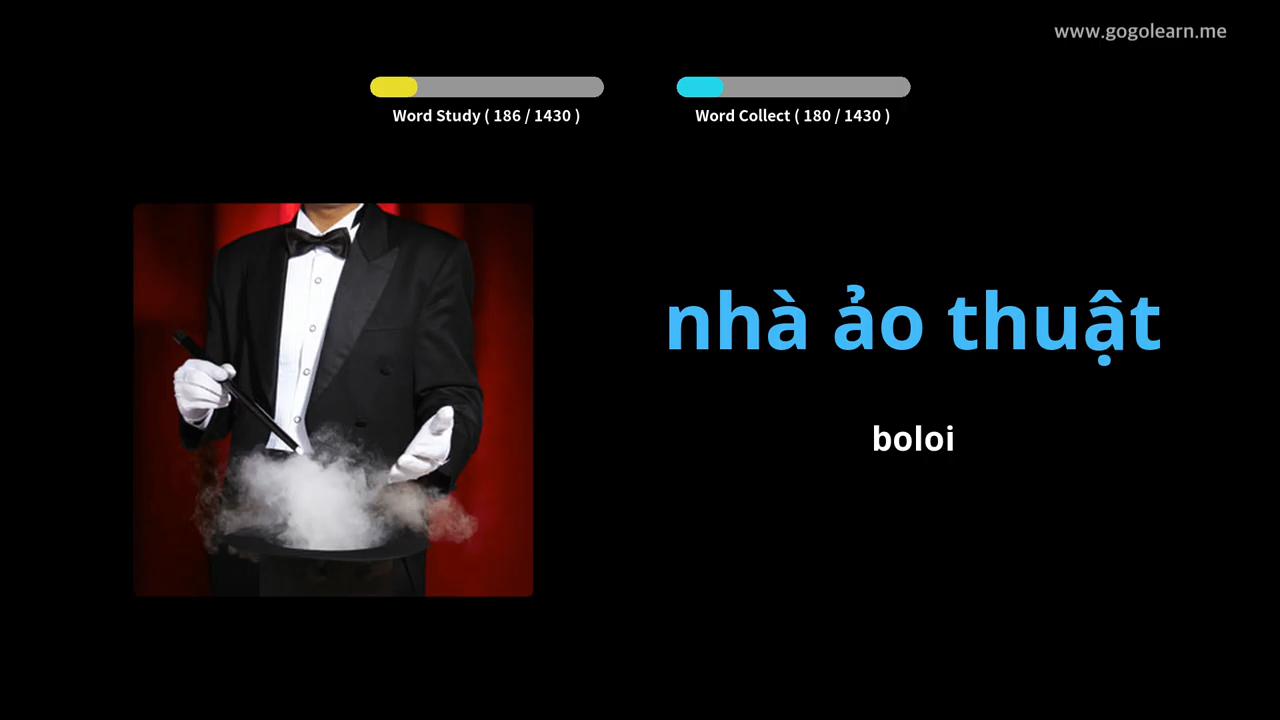 www.gogolearn.me
Word Study ( 186 / 1430 )
Word Collect ( 180 / 1430 )
nhà ảo thuật
boloi